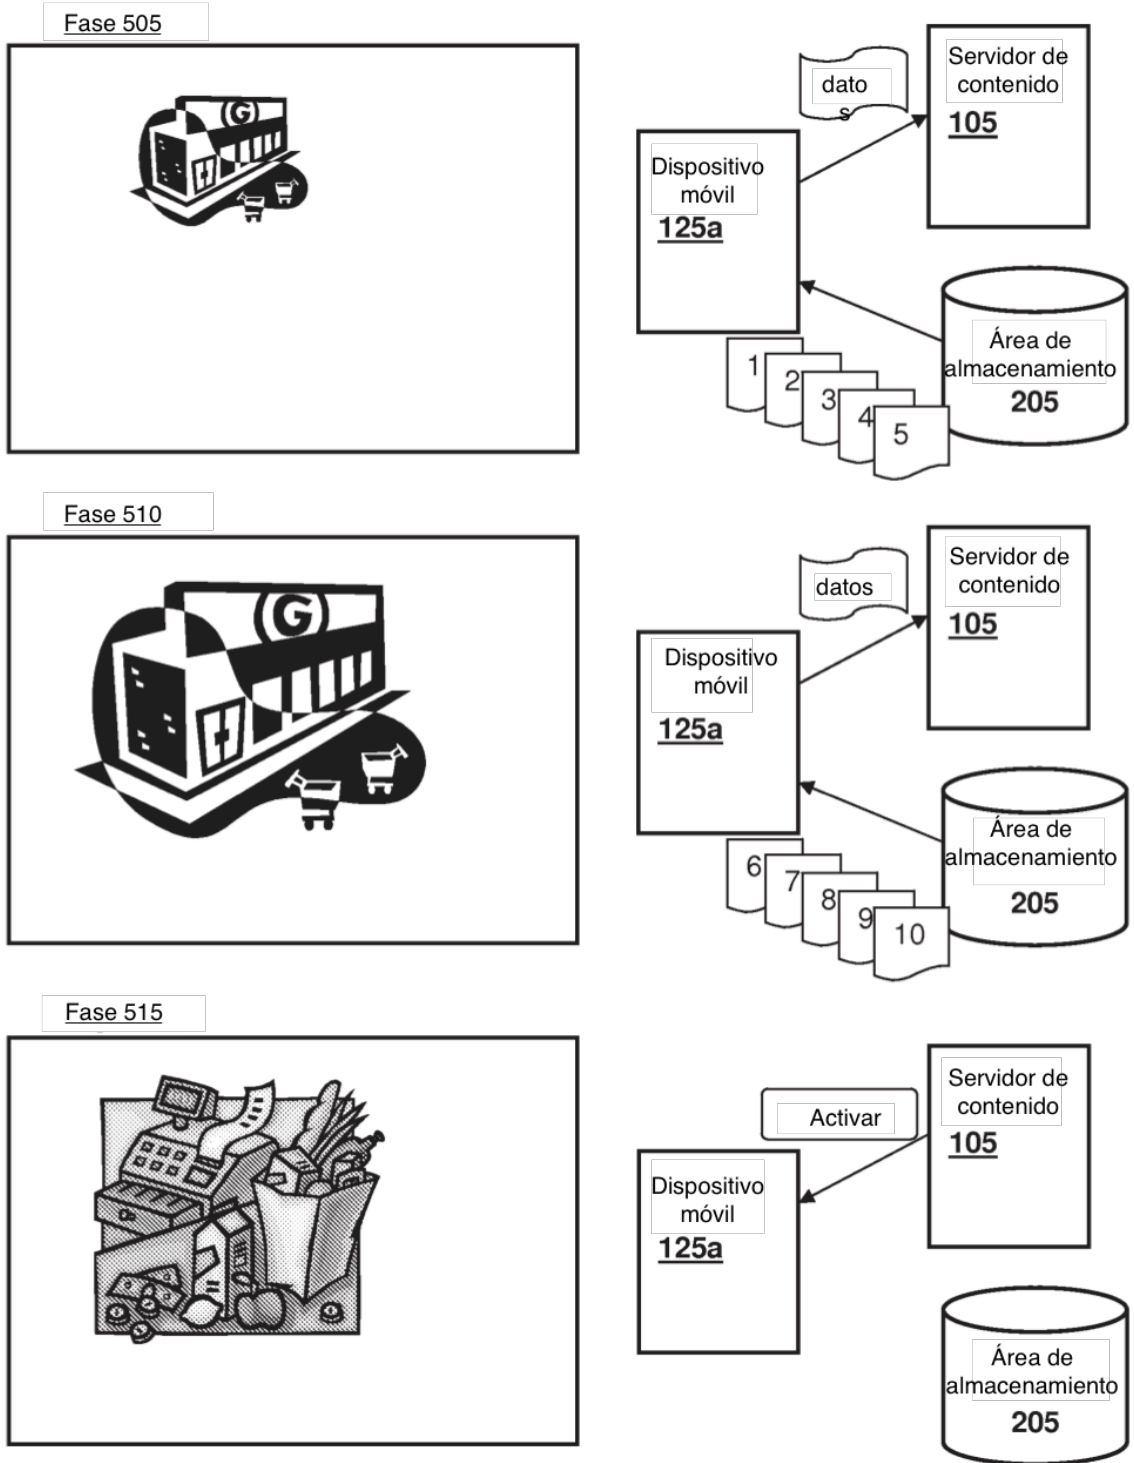 Fase 505
G
dato
s
Servidor de
contenido
105
Dispositivo
móvil
125a
Área de
almacenamiento
205
1
2
3
4
5
Fase 510
G
datos
Servidor de
contenido
105
Dispositivo
móvil
125a
Área de
almacenamiento
205
6
7
8
9
10
Fase 515
Activar
Servidor de
contenido
105
Dispositivo
móvil
125a
Área de
almacenamiento
205